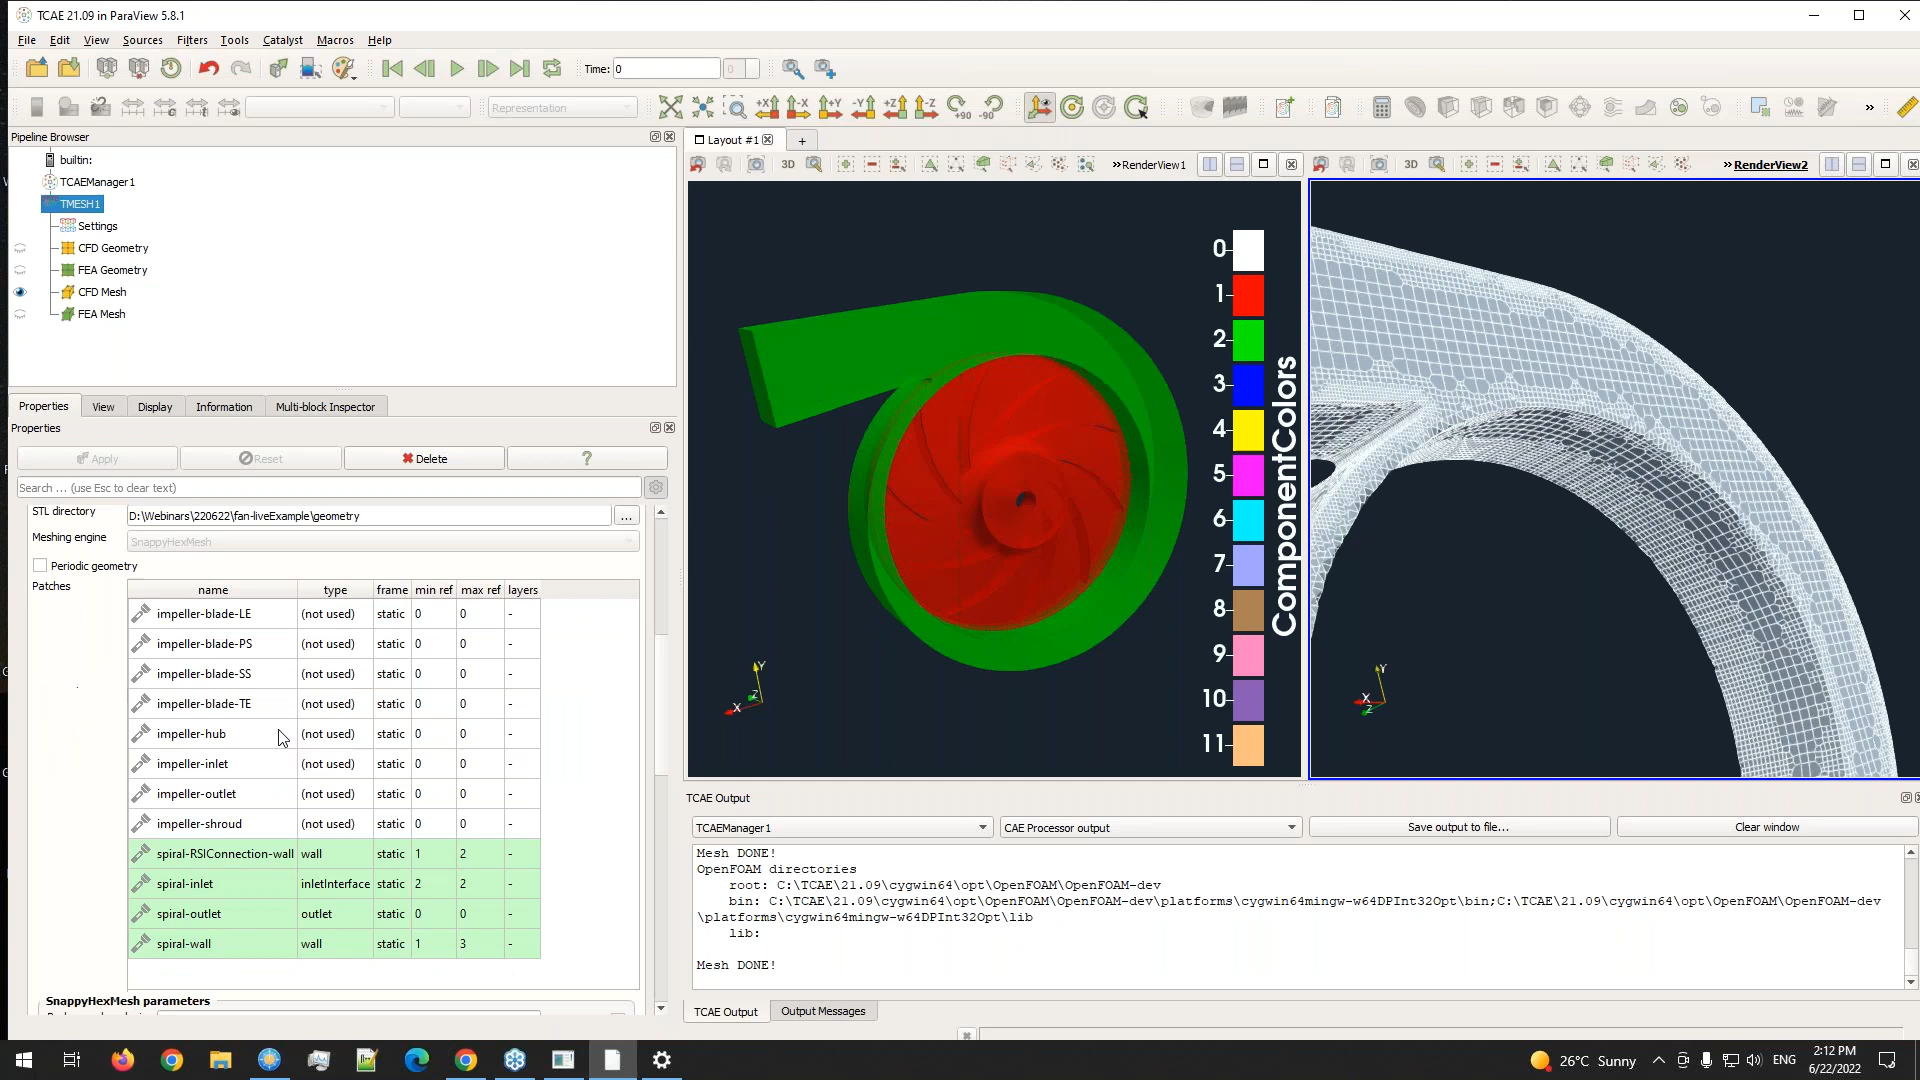 TCAE 21.09 in ParaView 5.8.1
File Edit View Sources Filters Tools Catalyst Macros Help
Time: 0 0
Representation
+X -X +Y -Y +Z -Z +90 -90 »
Pipeline Browser
builtin:
TCAEManager1
TMESH1
Settings
CFD Geometry
FEA Geometry
CFD Mesh
FEA Mesh
Properties View Display Information Multi-block Inspector
Properties
Apply Reset Delete ?
Search ... (use Esc to clear text)
STL directory D:\Webinars\220622\fan-liveExample\geometry ...
Meshing engine SnappyHexMesh
Periodic geometry
Patches
name type frame min ref max ref layers
impeller-blade-LE (not used) static 0 0 -
impeller-blade-PS (not used) static 0 0 -
impeller-blade-SS (not used) static 0 0 -
impeller-blade-TE (not used) static 0 0 -
impeller-hub (not used) static 0 0 -
impeller-inlet (not used) static 0 0 -
impeller-outlet (not used) static 0 0 -
impeller-shroud (not used) static 0 0 -
spiral-RSIConnection-wall wall static 1 2 -
spiral-inlet inletInterface static 2 2 -
spiral-outlet outlet static 0 0 -
spiral-wall wall static 1 3 -
SnappyHexMesh parameters
Layout #1 +
3D »RenderView1
3D »RenderView2
0
1
2
3
4
5
6
7
8
9
10
11
ComponentColors
Y
Z
X
Y
X
Z
TCAE Output
TCAEManager1 CAE Processor output Save output to file... Clear window
Mesh DONE!
OpenFOAM directories
root: C:\TCAE\21.09\cygwin64\opt\OpenFOAM\OpenFOAM-dev
bin: C:\TCAE\21.09\cygwin64\opt\OpenFOAM\OpenFOAM-dev\platforms\cygwin64mingw-w64DPInt32Opt\bin;C:\TCAE\21.09\cygwin64\opt\OpenFOAM\OpenFOAM-dev
\platforms\cygwin64mingw-w64DPInt32Opt\lib
lib:
Mesh DONE!
TCAE Output Output Messages
26°C Sunny ENG 2:12 PM
6/22/2022